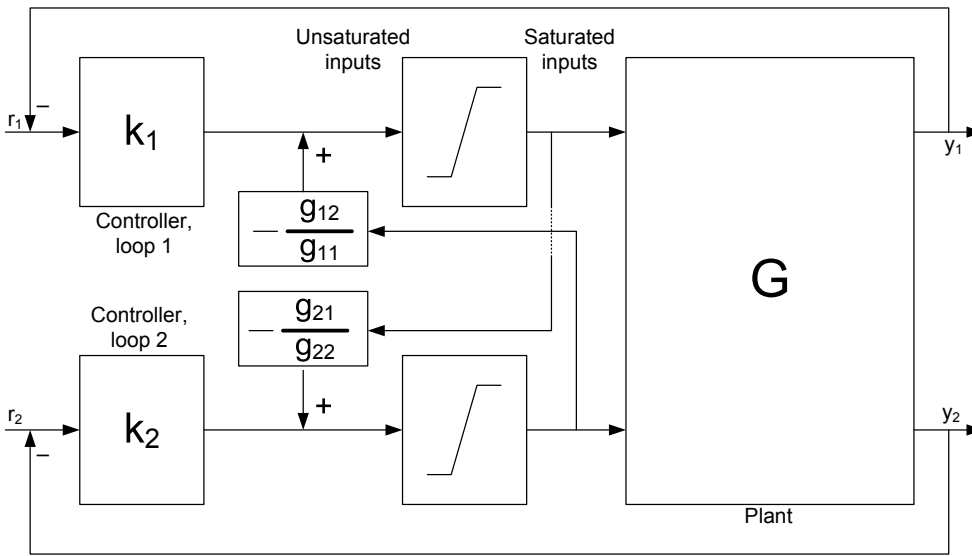 Unsaturated
inputs
Saturated
inputs
r₁
–
k₁
+
y₁
Controller,
loop 1
– g₁₂
g₁₁
G
Controller,
loop 2
– g₂₁
g₂₂
r₂
–
k₂
+
y₂
Plant